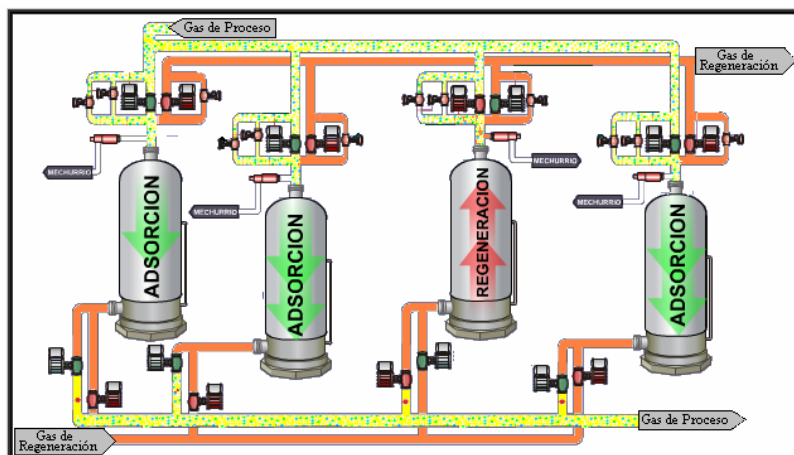 Gas de Proceso
Gas de
Regeneración
MECHURRIO
MECHURRIO
MECHURRIO
MECHURRIO
ADSORCION
ADSORCION
REGENERACION
ADSORCION
Gas de Proceso
Gas de
Regeneración